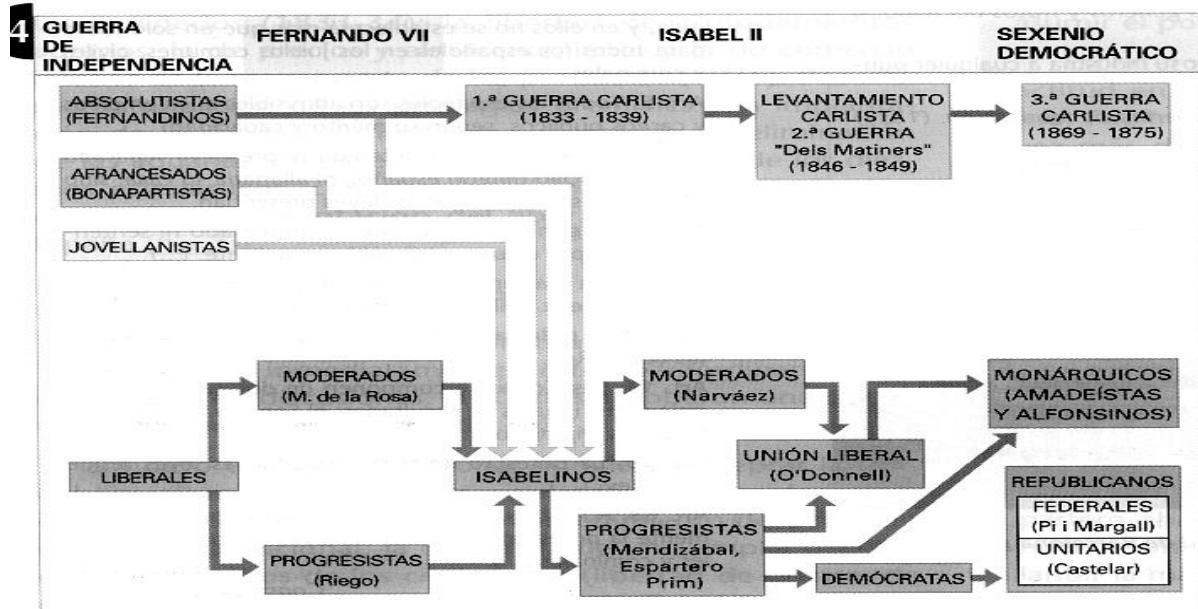 4
GUERRA
DE
INDEPENDENCIA
FERNANDO VII
ISABEL II
SEXENIO
DEMOCRÁTICO
ABSOLUTISTAS
(FERNANDINOS)
1.ª GUERRA CARLISTA
(1833 - 1839)
LEVANTAMIENTO
CARLISTA
2.ª GUERRA
"Dels Matiners"
(1846 - 1849)
3.ª GUERRA
CARLISTA
(1869 - 1875)
AFRANCESADOS
(BONAPARTISTAS)
JOVELLANISTAS
MODERADOS
(M. de la Rosa)
MODERADOS
(Narváez)
MONÁRQUICOS
(AMADEÍSTAS
Y ALFONSINOS)
LIBERALES
ISABELINOS
UNIÓN LIBERAL
(O'Donnell)
PROGRESISTAS
(Riego)
PROGRESISTAS
(Mendizábal,
Espartero
Prim)
DEMÓCRATAS
REPUBLICANOS
FEDERALES
(Pi i Margall)
UNITARIOS
(Castelar)